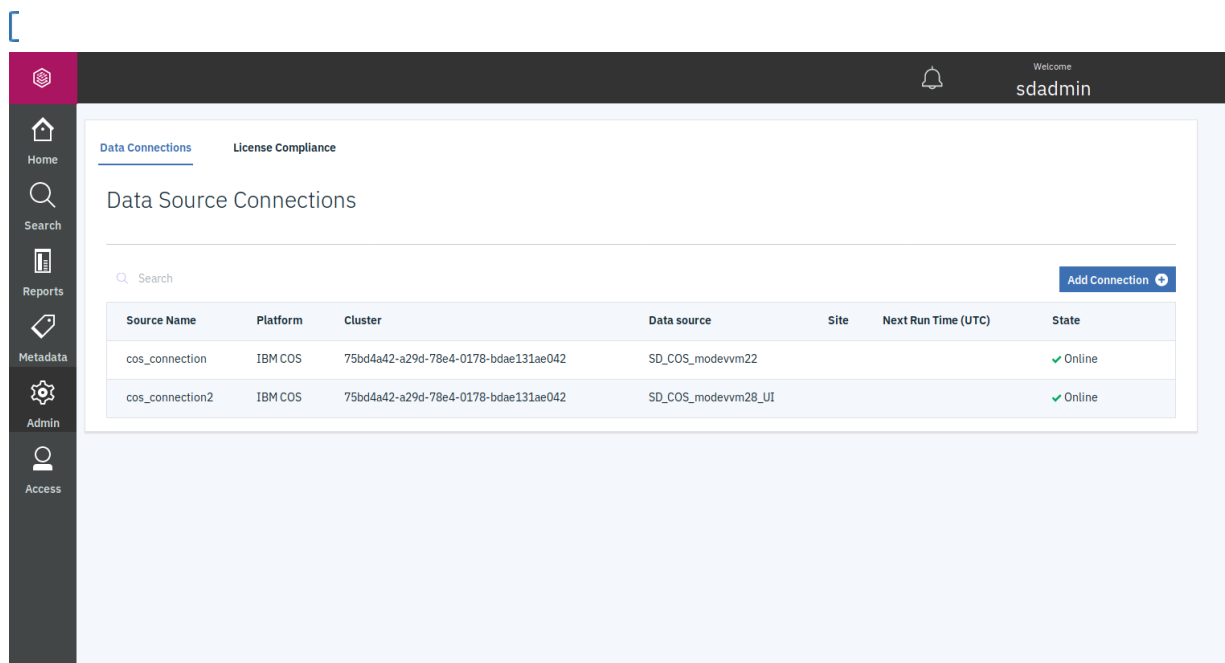 Welcome
sdadmin
Home
Search
Reports
Metadata
Admin
Access
Data Connections License Compliance
Data Source Connections
Search
Add Connection
Source Name Platform Cluster Data source Site Next Run Time (UTC) State
cos_connection IBM COS 75bd4a42-a29d-78e4-0178-bdae131ae042 SD_COS_modevvm22 Online
cos_connection2 IBM COS 75bd4a42-a29d-78e4-0178-bdae131ae042 SD_COS_modevvm28_UI Online